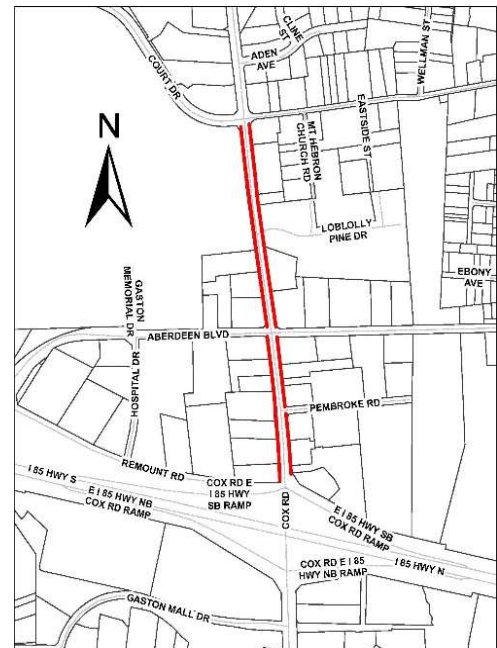 CLINE
ST
ADEN
AVE
WELLMAN ST
COURT DR
N
EASTSIDE ST
MT HEBRON
CHURCH RD
LOBLOLLY
PINE DR
EBONY
AVE
GASTON
MEMORIAL DR
ABERDEEN BLVD
HOSPITAL DR
PEMBROKE RD
REMOUNT RD
I 85 HWY S
COX RD E
I 85 HWY
SB RAMP
E I 85 HWY NB
COX RD RAMP
COX RD
E I 85 HWY SB
COX RD RAMP
I 85 HWY N
COX RD E I 85
HWY NB RAMP
GASTON MALL DR